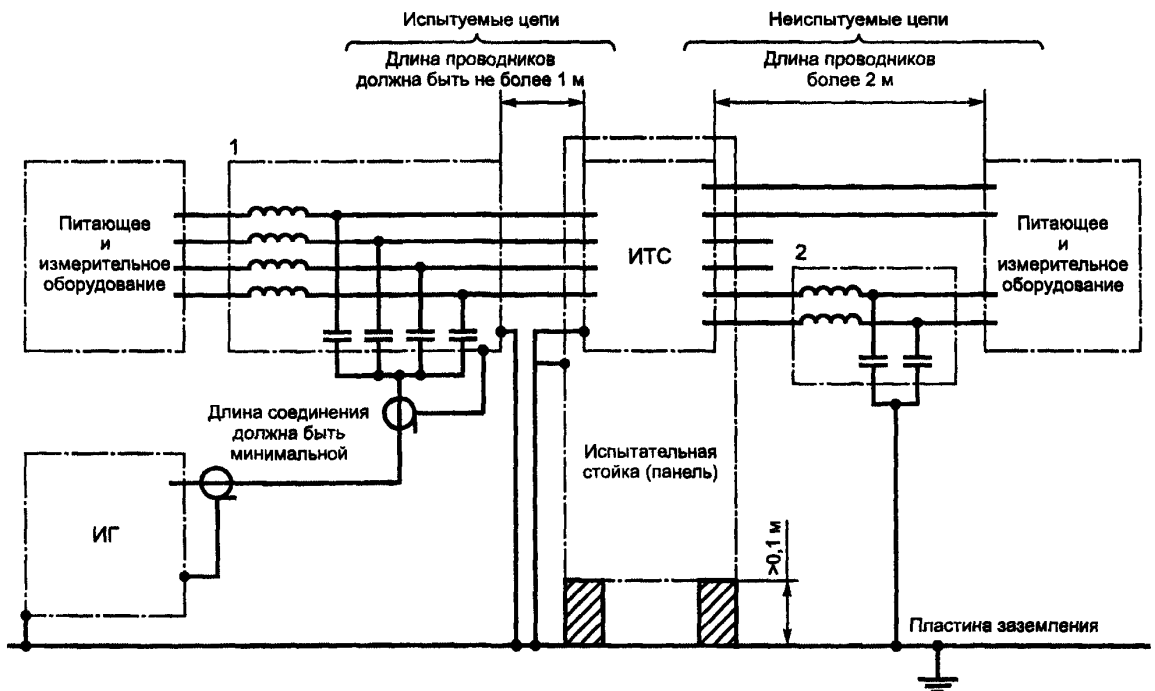 Испытуемые цепи
Неиспытуемые цепи
Длина проводников
должна быть не более 1 м
Длина проводников
более 2 м
1
Питающее
и
измерительное
оборудование
ИТС
2
Питающее
и
измерительное
оборудование
Длина соединения
должна быть
минимальной
Испытательная
стойка (панель)
ИГ
>0,1 м
Пластина заземления